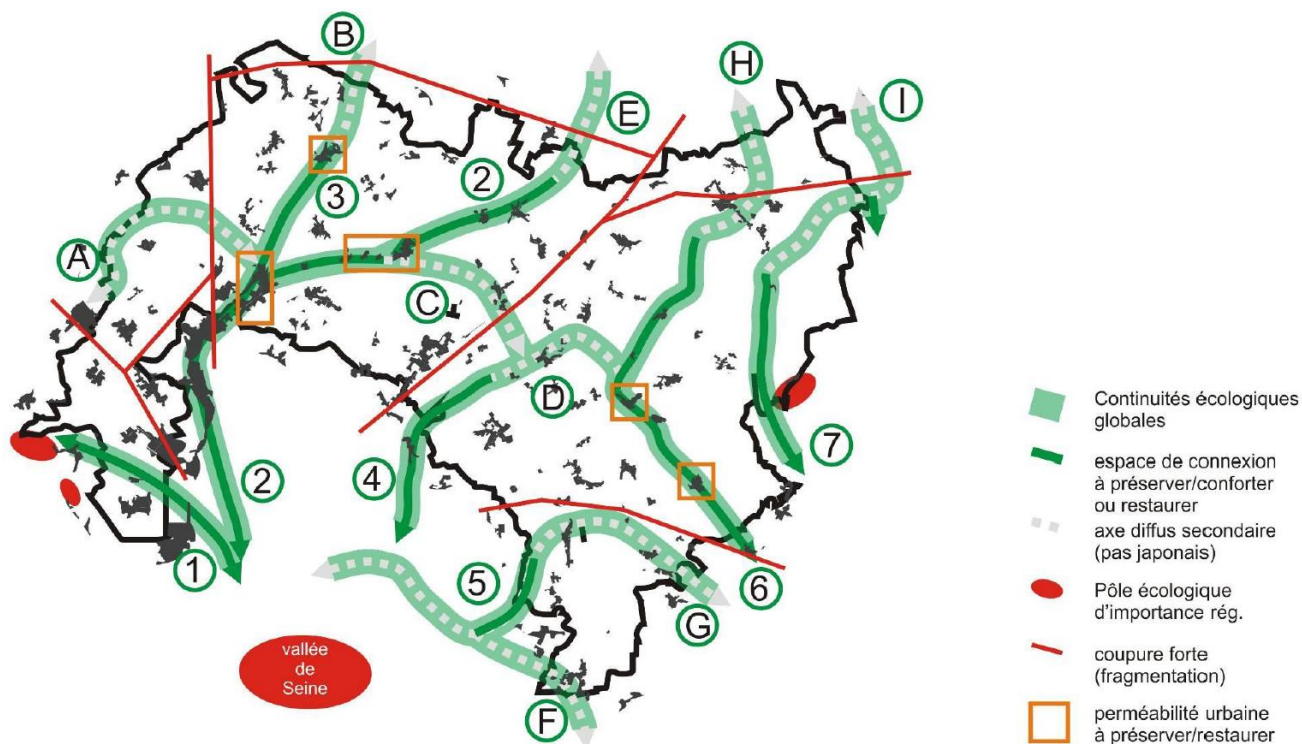 B
H
I
E
2
3
A
C
D
7
4
2
1
5
6
G
F
vallée
de
Seine
Continuités écologiques
globales
espace de connexion
à préserver/conforter
ou restaurer
axe diffus secondaire
(pas japonais)
Pôle écologique
d'importance rég.
coupure forte
(fragmentation)
perméabilité urbaine
à préserver/restaurer